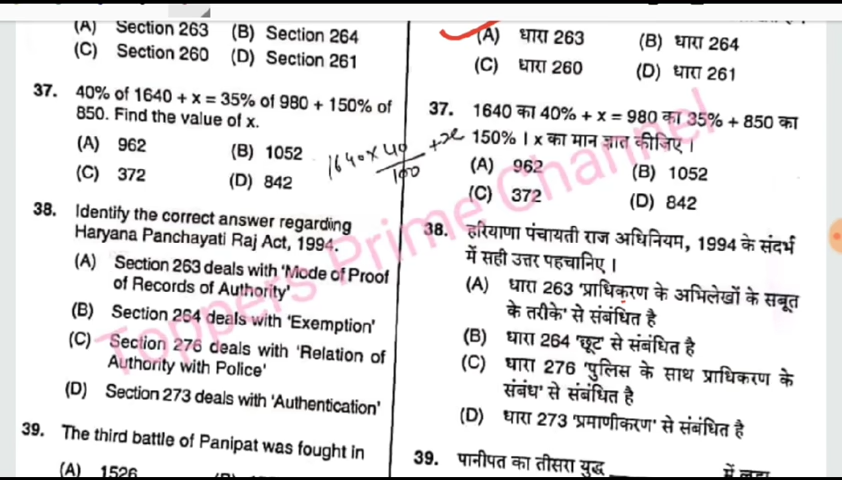 (A) Section 263 (B) Section 264
(C) Section 260 (D) Section 261
37. 40% of 1640 + x = 35% of 980 + 150% of
850. Find the value of x.
(A) 962 (B) 1052
(C) 372 (D) 842
38. Identify the correct answer regarding
Haryana Panchayati Raj Act, 1994.
(A) Section 263 deals with 'Mode of Proof
of Records of Authority'
(B) Section 264 deals with 'Exemption'
(C) Section 276 deals with 'Relation of
Authority with Police'
(D) Section 273 deals with 'Authentication'
39. The third battle of Panipat was fought in
(A) 1526
1640 x 40/100 + x
(A) धारा 263 (B) धारा 264
(C) धारा 260 (D) धारा 261
37. 1640 का 40% + x = 980 का 35% + 850 का
150% । x का मान ज्ञात कीजिए ।
(A) 962 (B) 1052
(C) 372 (D) 842
38. हरियाणा पंचायती राज अधिनियम, 1994 के संदर्भ
में सही उत्तर पहचानिए ।
(A) धारा 263 'प्राधिकरण के अभिलेखों के सबूत
के तरीके' से संबंधित है
(B) धारा 264 'छूट' से संबंधित है
(C) धारा 276 'पुलिस के साथ प्राधिकरण के
संबंध' से संबंधित है
(D) धारा 273 'प्रमाणीकरण' से संबंधित है
39. पानीपत का तीसरा युद्ध ______ में लड़ा
Toppers Prime Channel